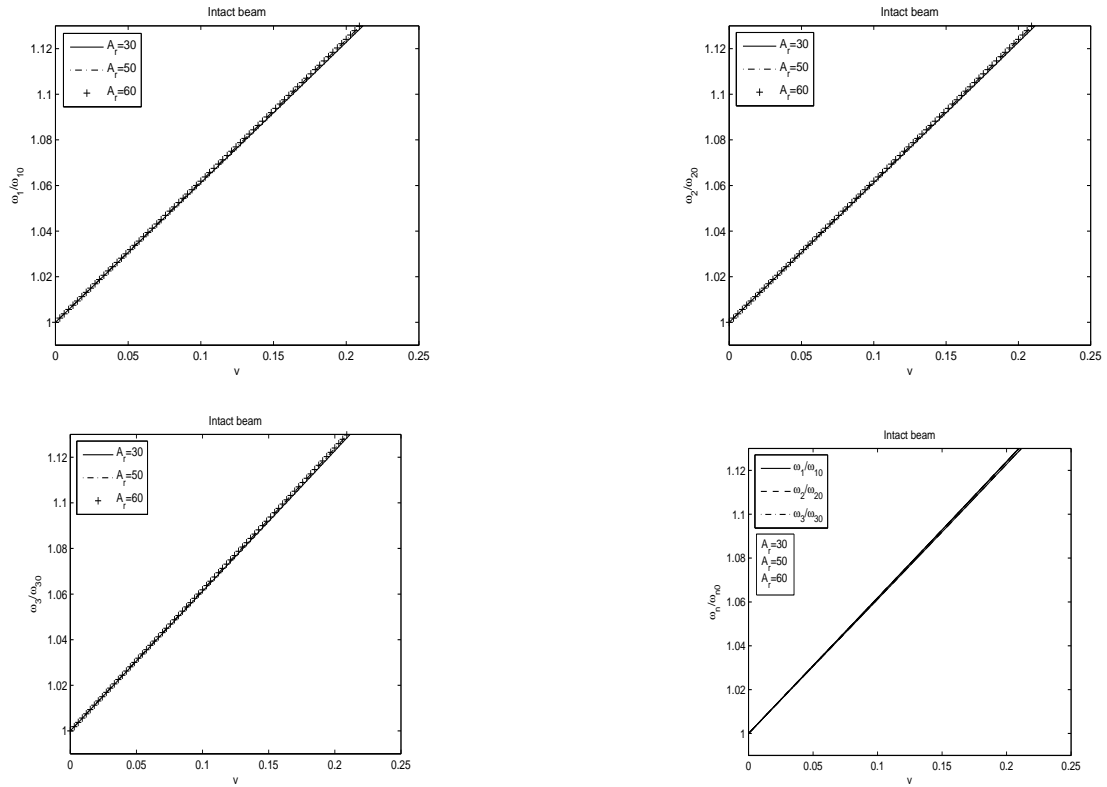 Intact beam
A_r=30
A_r=50
A_r=60
1.12
1.1
1.08
1.06
1.04
1.02
1
ω_1/ω_10
0 0.05 0.1 0.15 0.2 0.25
v
Intact beam
A_r=30
A_r=50
A_r=60
1.12
1.1
1.08
1.06
1.04
1.02
1
ω_2/ω_20
0 0.05 0.1 0.15 0.2 0.25
v
Intact beam
A_r=30
A_r=50
A_r=60
1.12
1.1
1.08
1.06
1.04
1.02
1
ω_3/ω_30
0 0.05 0.1 0.15 0.2 0.25
v
Intact beam
ω_1/ω_10
ω_2/ω_20
ω_3/ω_30
A_r=30
A_r=50
A_r=60
1.12
1.1
1.08
1.06
1.04
1.02
1
ω_n/ω_n0
0 0.05 0.1 0.15 0.2 0.25
v